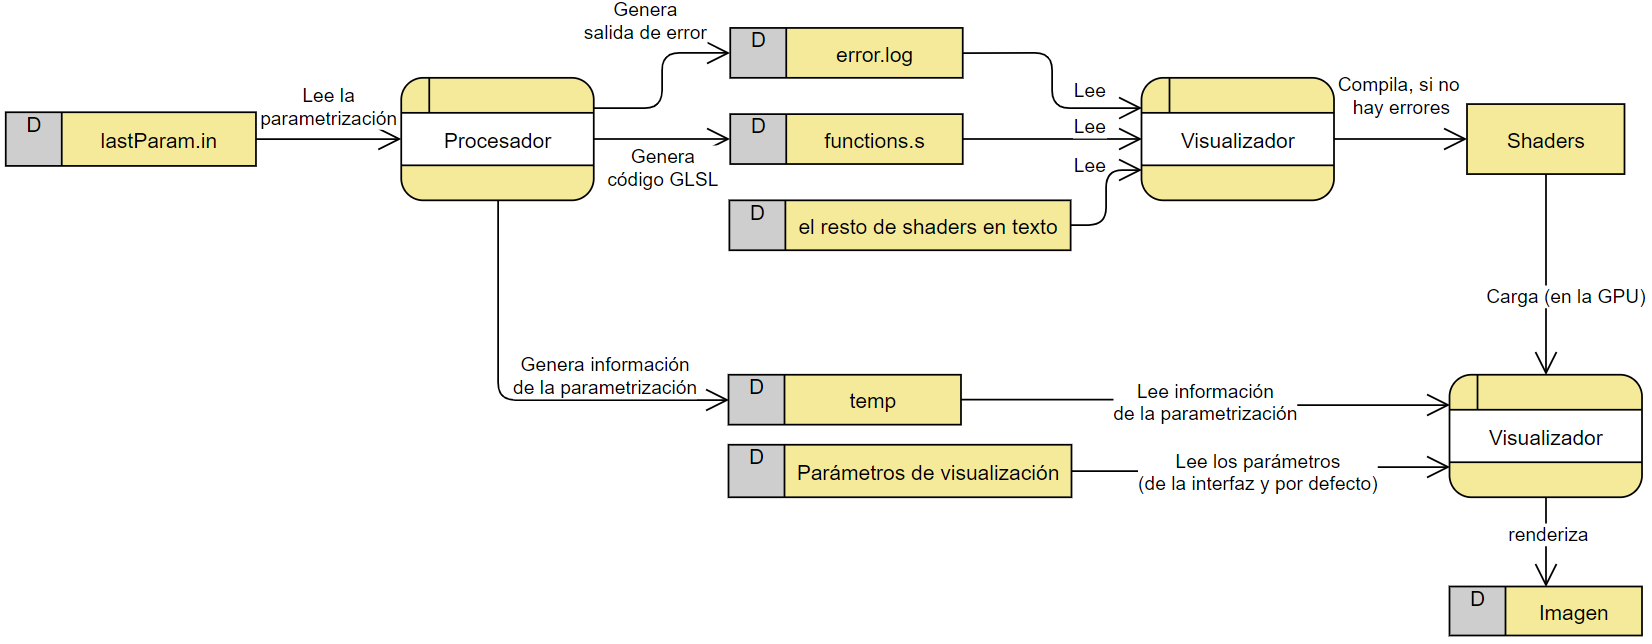 Genera
salida de error
D
error.log
Lee la
parametrización
D
lastParam.in
Procesador
Lee
Visualizador
Compila, si no
hay errores
Shaders
D
functions.s
Lee
Genera
código GLSL
Lee
D
el resto de shaders en texto
Carga (en la GPU)
Genera información
de la parametrización
D
temp
Lee información
de la parametrización
Visualizador
D
Parámetros de visualización
Lee los parámetros
(de la interfaz y por defecto)
renderiza
D
Imagen